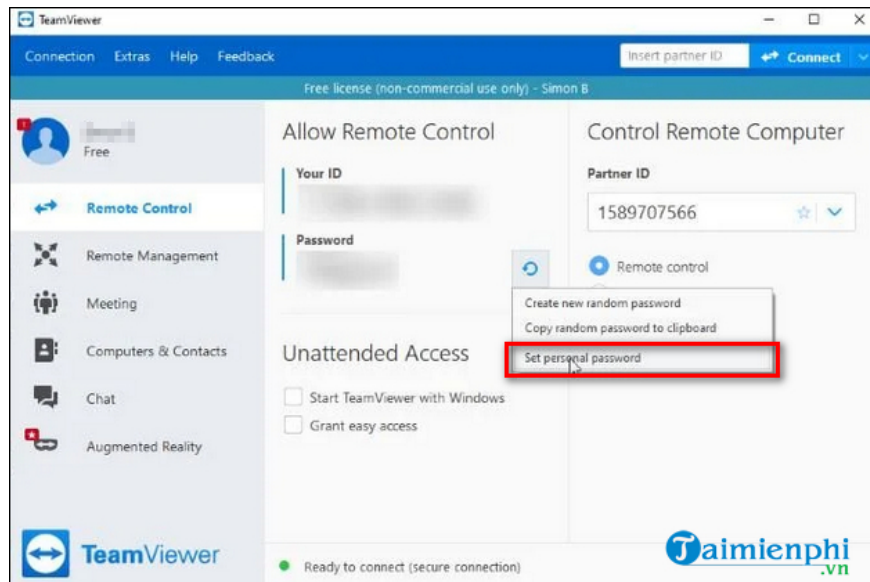 TeamViewer
Connection Extras Help Feedback
Insert partner ID
Connect
Free license (non-commercial use only) - Simon B
Free
Remote Control
Remote Management
Meeting
Computers & Contacts
Chat
Augmented Reality
TeamViewer
Allow Remote Control
Your ID
Password
Unattended Access
Start TeamViewer with Windows
Grant easy access
Ready to connect (secure connection)
Control Remote Computer
Partner ID
1589707566
Remote control
Create new random password
Copy random password to clipboard
Set personal password
Taimienphi
.vn